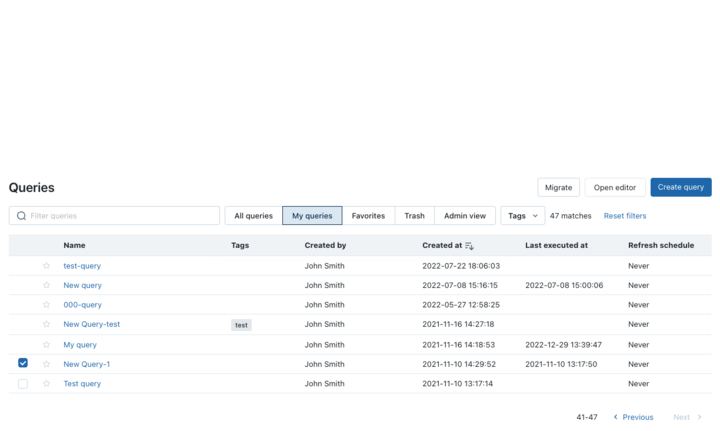 Queries
Migrate Open editor Create query
Filter queries All queries My queries Favorites Trash Admin view Tags 47 matches Reset filters
Name Tags Created by Created at Last executed at Refresh schedule
test-query John Smith 2022-07-22 18:06:03 Never
New query John Smith 2022-07-08 15:16:15 2022-07-08 15:00:06 Never
000-query John Smith 2022-05-27 12:58:25 Never
New Query-test test John Smith 2021-11-16 14:27:18 Never
My query John Smith 2021-11-16 14:18:53 2022-12-29 13:39:47 Never
New Query-1 John Smith 2021-11-10 14:29:52 2021-11-10 13:17:50 Never
Test query John Smith 2021-11-10 13:17:14 Never
41-47 Previous Next